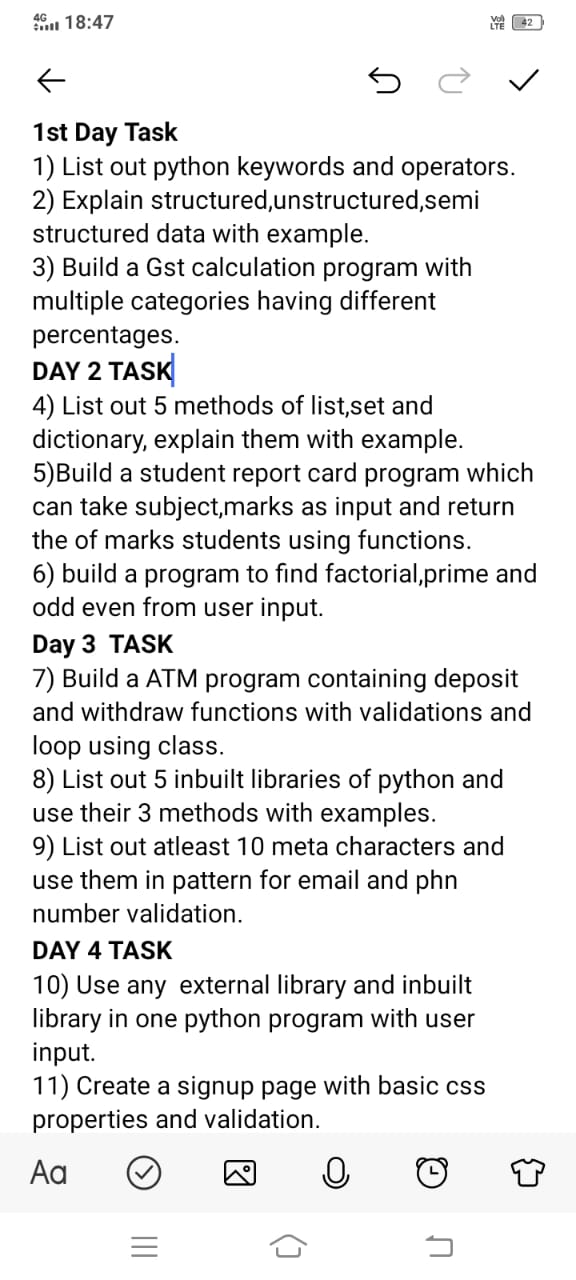 4G 18:47 Vo) LTE 42
1st Day Task
1) List out python keywords and operators.
2) Explain structured,unstructured,semi
structured data with example.
3) Build a Gst calculation program with
multiple categories having different
percentages.
DAY 2 TASK
4) List out 5 methods of list,set and
dictionary, explain them with example.
5)Build a student report card program which
can take subject,marks as input and return
the of marks students using functions.
6) build a program to find factorial,prime and
odd even from user input.
Day 3  TASK
7) Build a ATM program containing deposit
and withdraw functions with validations and
loop using class.
8) List out 5 inbuilt libraries of python and
use their 3 methods with examples.
9) List out atleast 10 meta characters and
use them in pattern for email and phn
number validation.
DAY 4 TASK
10) Use any  external library and inbuilt
library in one python program with user
input.
11) Create a signup page with basic css
properties and validation.
Aa